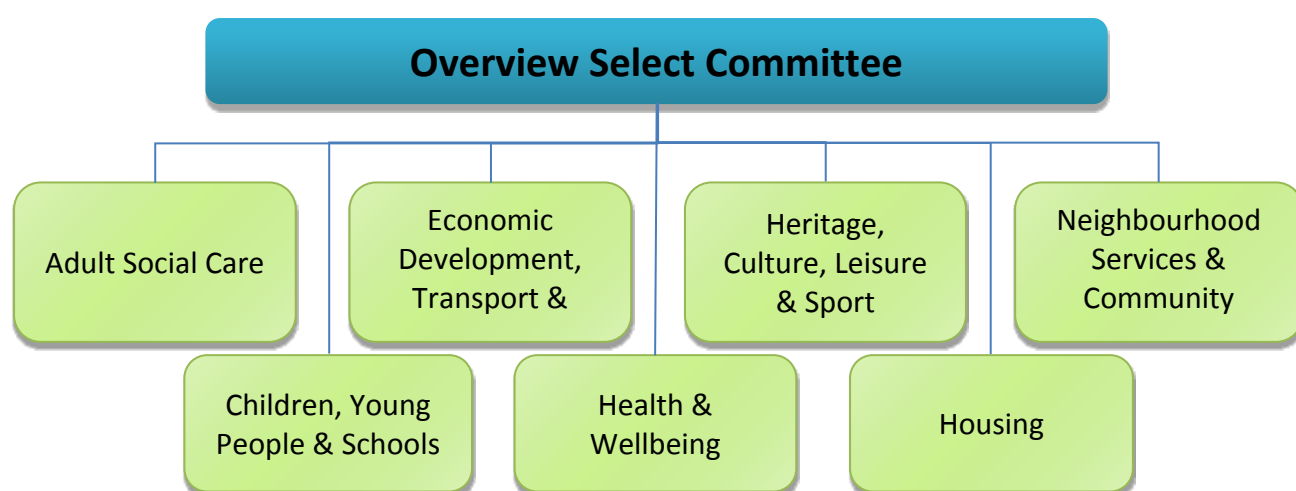 Overview Select Committee
Adult Social Care
Economic
Development,
Transport &
Heritage,
Culture, Leisure
& Sport
Neighbourhood
Services &
Community
Children, Young
People & Schools
Health &
Wellbeing
Housing